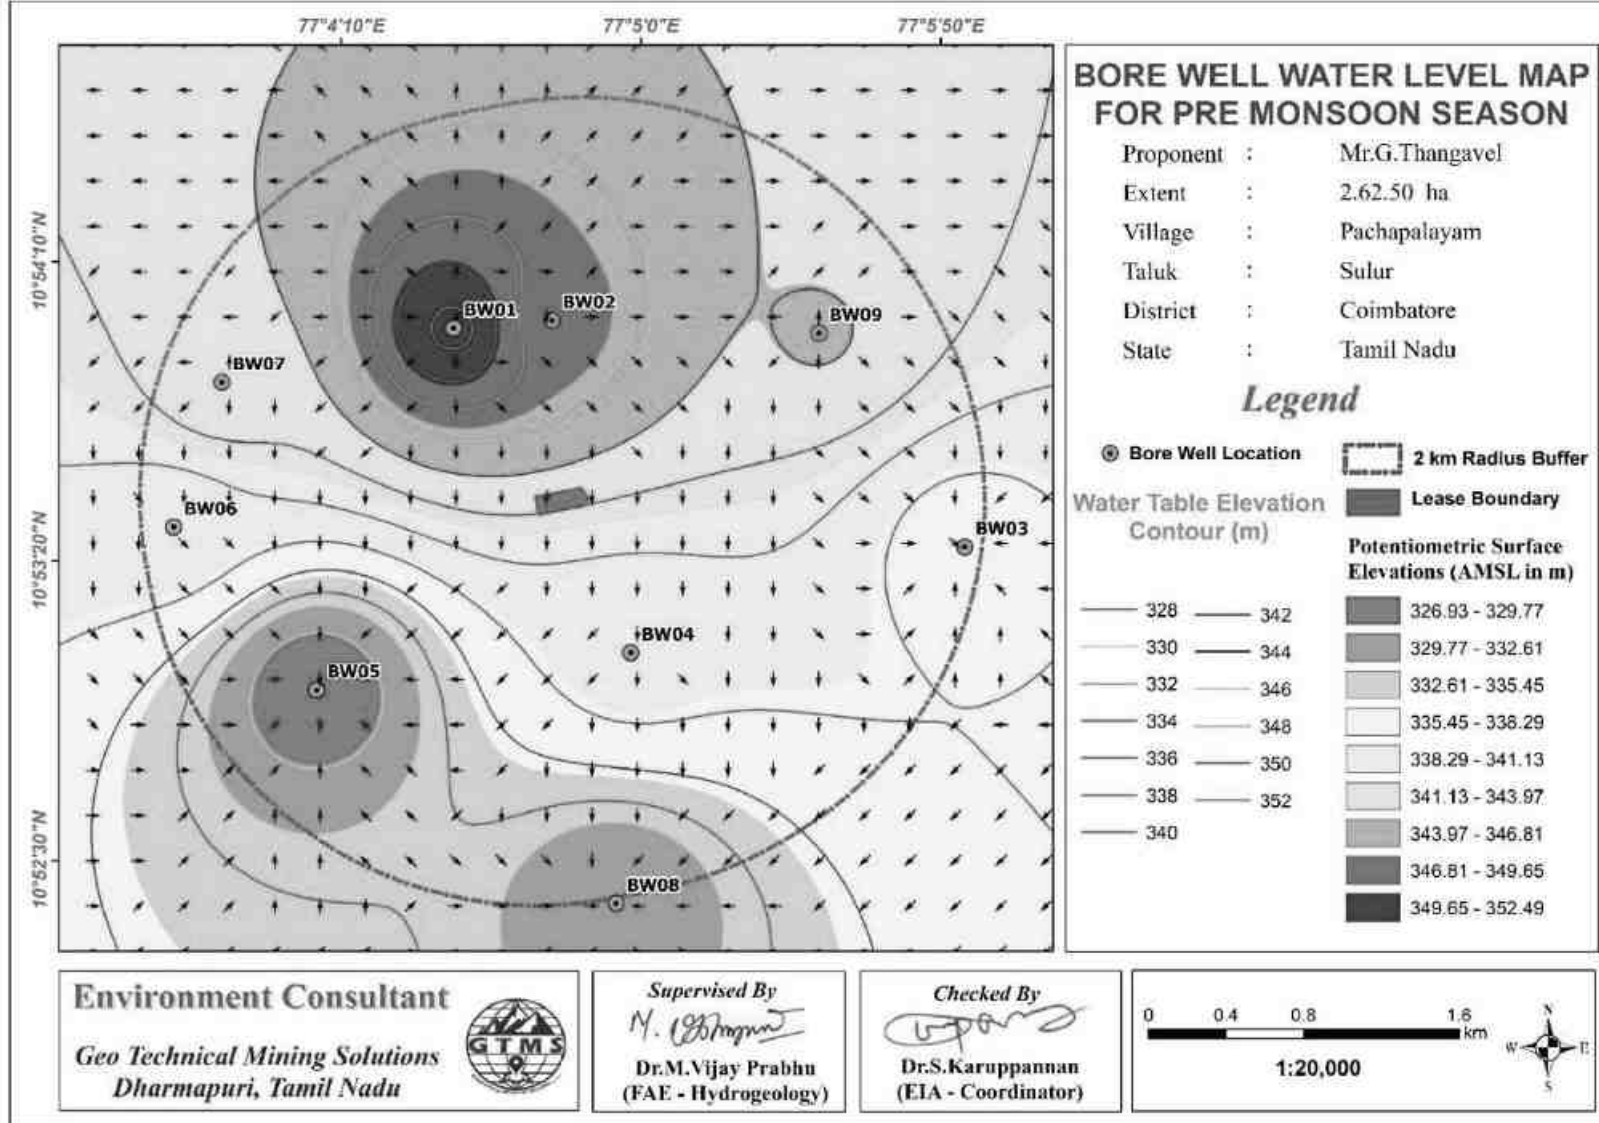 77°4'10"E
77°5'0"E
77°5'50"E
10°54'10"N
10°53'20"N
10°52'30"N
BW01
BW02
BW09
BW07
BW06
BW03
BW04
BW05
BW08
BORE WELL WATER LEVEL MAP
FOR PRE MONSOON SEASON
Proponent : Mr.G.Thangavel
Extent : 2.62.50 ha
Village : Pachapalayam
Taluk : Sulur
District : Coimbatore
State : Tamil Nadu
Legend
Bore Well Location
2 km Radius Buffer
Lease Boundary
Water Table Elevation
Contour (m)
328
330
332
334
336
338
340
342
344
346
348
350
352
Potentiometric Surface
Elevations (AMSL in m)
326.93 - 329.77
329.77 - 332.61
332.61 - 335.45
335.45 - 338.29
338.29 - 341.13
341.13 - 343.97
343.97 - 346.81
346.81 - 349.65
349.65 - 352.49
Environment Consultant
Geo Technical Mining Solutions
Dharmapuri, Tamil Nadu
GTMS
Supervised By
Dr.M.Vijay Prabhu
(FAE - Hydrogeology)
Checked By
Dr.S.Karuppannan
(EIA - Coordinator)
0 0.4 0.8 1.6
km
1:20,000
N
W E
S